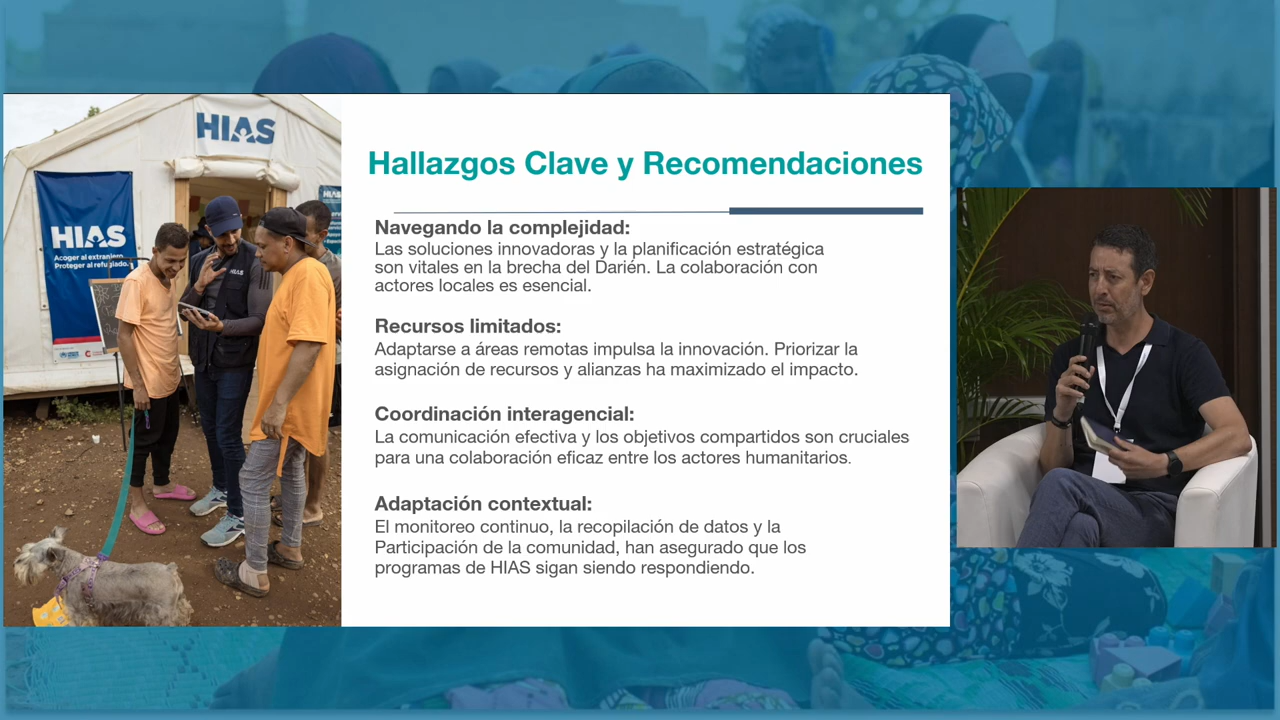 HIAS
HIAS
Acoger al extranjero.
Proteger al refugiado.
HIAS
Hallazgos Clave y Recomendaciones
Navegando la complejidad:
Las soluciones innovadoras y la planificación estratégica
son vitales en la brecha del Darién. La colaboración con
actores locales es esencial.
Recursos limitados:
Adaptarse a áreas remotas impulsa la innovación. Priorizar la
asignación de recursos y alianzas ha maximizado el impacto.
Coordinación interagencial:
La comunicación efectiva y los objetivos compartidos son cruciales
para una colaboración eficaz entre los actores humanitarios.
Adaptación contextual:
El monitoreo continuo, la recopilación de datos y la
Participación de la comunidad, han asegurado que los
programas de HIAS sigan siendo respondiendo.